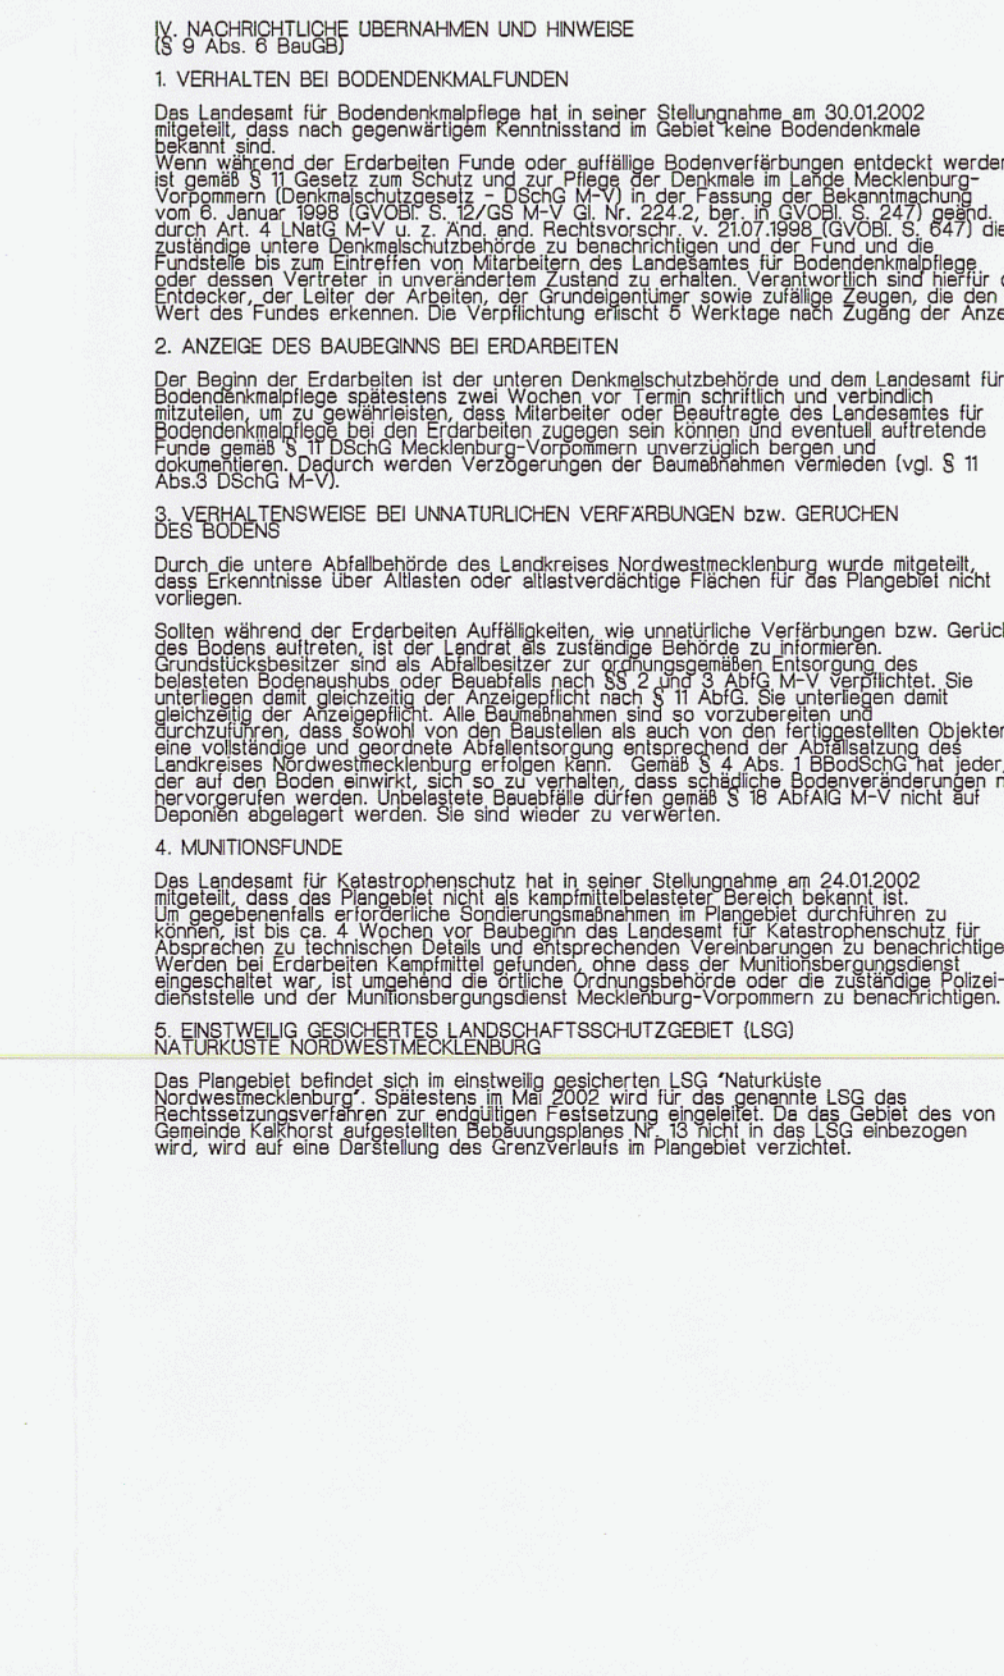 IV. NACHRICHTLICHE ÜBERNAHMEN UND HINWEISE
(§ 9 Abs. 6 BauGB)
1. VERHALTEN BEI BODENDENKMALFUNDEN
Das Landesamt für Bodendenkmalpflege hat in seiner Stellungnahme am 30.01.2002
mitgeteilt, dass nach gegenwärtigem Kenntnisstand im Gebiet keine Bodendenkmale
bekannt sind.
Wenn während der Erdarbeiten Funde oder auffällige Bodenverfärbungen entdeckt werden
ist gemäß § 11 Gesetz zum Schutz und zur Pflege der Denkmale im Lande Mecklenburg-
Vorpommern (Denkmalschutzgesetz - DSchG M-V) in der Fassung der Bekanntmachung
vom 6. Januar 1998 (GVOBl. S. 12/GS M-V Gl. Nr. 224.2, ber. in GVOBl. S. 247) geänd.
durch Art. 4 LNatG M-V u. z. Änd. and. Rechtsvorschr. v. 21.07.1998 (GVOBl. S. 647) die
zuständige untere Denkmalschutzbehörde zu benachrichtigen und der Fund und die
Fundstelle bis zum Eintreffen von Mitarbeitern des Landesamtes für Bodendenkmalpflege
oder dessen Vertreter in unverändertem Zustand zu erhalten. Verantwortlich sind hierfür
Entdecker, der Leiter der Arbeiten, der Grundeigentümer sowie zufällige Zeugen, die den
Wert des Fundes erkennen. Die Verpflichtung erlischt 5 Werktage nach Zugang der Anze
2. ANZEIGE DES BAUBEGINNS BEI ERDARBEITEN
Der Beginn der Erdarbeiten ist der unteren Denkmalschutzbehörde und dem Landesamt für
Bodendenkmalpflege spätestens zwei Wochen vor Termin schriftlich und verbindlich
mitzuteilen, um zu gewährleisten, dass Mitarbeiter oder Beauftragte des Landesamtes für
Bodendenkmalpflege bei den Erdarbeiten zugegen sein können und eventuell auftretende
Funde gemäß § 11 DSchG Mecklenburg-Vorpommern unverzüglich bergen und
dokumentieren. Dadurch werden Verzögerungen der Baumaßnahmen vermieden (vgl. § 11
Abs.3 DSchG M-V).
3. VERHALTENSWEISE BEI UNNATÜRLICHEN VERFÄRBUNGEN bzw. GERÜCHEN
DES BODENS
Durch die untere Abfallbehörde des Landkreises Nordwestmecklenburg wurde mitgeteilt,
dass Erkenntnisse über Altlasten oder altlastverdächtige Flächen für das Plangebiet nicht
vorliegen.
Sollten während der Erdarbeiten Auffälligkeiten, wie unnatürliche Verfärbungen bzw. Gerüch
des Bodens auftreten, ist der Landrat als zuständige Behörde zu informieren.
Grundstücksbesitzer sind als Abfallbesitzer zur ordnungsgemäßen Entsorgung des
belasteten Bodenaushubs oder Bauabfalls nach §§ 2 und 3 AbfG M-V verpflichtet. Sie
unterliegen damit gleichzeitig der Anzeigepflicht nach § 11 AbfG. Sie unterliegen damit
gleichzeitig der Anzeigepflicht. Alle Baumaßnahmen sind so vorzubereiten und
durchzuführen, dass sowohl von den Baustellen als auch von den fertiggestellten Objekten
eine vollständige und geordnete Abfallentsorgung entsprechend der Abfallsatzung des
Landkreises Nordwestmecklenburg erfolgen kann. Gemäß § 4 Abs. 1 BBodSchG hat jeder,
der auf den Boden einwirkt, sich so zu verhalten, dass schädliche Bodenveränderungen n
hervorgerufen werden. Unbelastete Bauabfälle dürfen gemäß § 18 AbfAlG M-V nicht auf
Deponien abgelagert werden. Sie sind wieder zu verwerten.
4. MUNITIONSFUNDE
Das Landesamt für Katastrophenschutz hat in seiner Stellungnahme am 24.01.2002
mitgeteilt, dass das Plangebiet nicht als kampfmittelbelasteter Bereich bekannt ist.
Um gegebenenfalls erforderliche Sondierungsmaßnahmen im Plangebiet durchführen zu
können, ist bis ca. 4 Wochen vor Baubeginn das Landesamt für Katastrophenschutz für
Absprachen zu technischen Details und entsprechenden Vereinbarungen zu benachrichtige
Werden bei Erdarbeiten Kampfmittel gefunden, ohne dass der Munitionsbergungsdienst
eingeschaltet war, ist umgehend die örtliche Ordnungsbehörde oder die zuständige Polizei-
dienststelle und der Munitionsbergungsdienst Mecklenburg-Vorpommern zu benachrichtigen.
5. EINSTWEILIG GESICHERTES LANDSCHAFTSSCHUTZGEBIET (LSG)
NATURKÜSTE NORDWESTMECKLENBURG
Das Plangebiet befindet sich im einstweilig gesicherten LSG "Naturküste
Nordwestmecklenburg". Spätestens im Mai 2002 wird für das genannte LSG das
Rechtssetzungsverfahren zur endgültigen Festsetzung eingeleitet. Da das Gebiet des von
Gemeinde Kalkhorst aufgestellten Bebauungsplanes Nr. 13 nicht in das LSG einbezogen
wird, wird auf eine Darstellung des Grenzverlaufs im Plangebiet verzichtet.